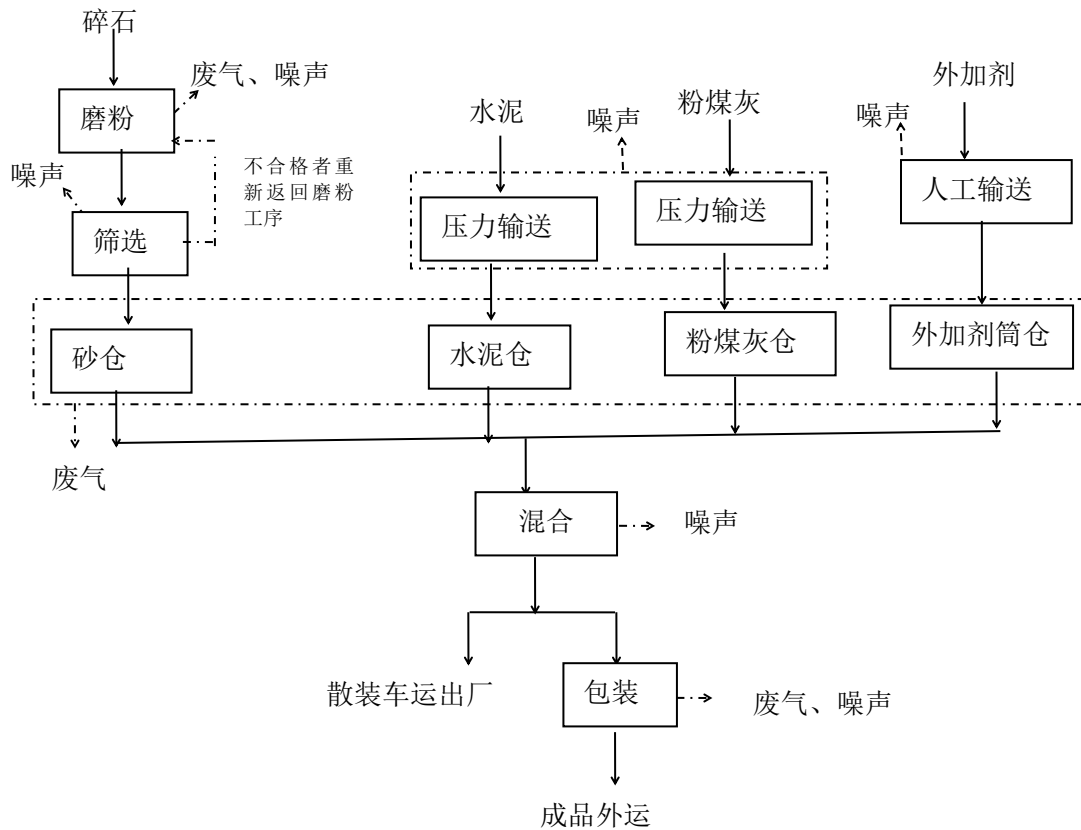 碎石
废气、噪声
外加剂
水泥
噪声
粉煤灰
噪声
磨粉
不合格者重
新返回磨粉
工序
噪声
人工输送
压力输送
压力输送
筛选
砂仓
水泥仓
粉煤灰仓
外加剂筒仓
废气
混合
噪声
散装车运出厂
包装
废气、噪声
成品外运